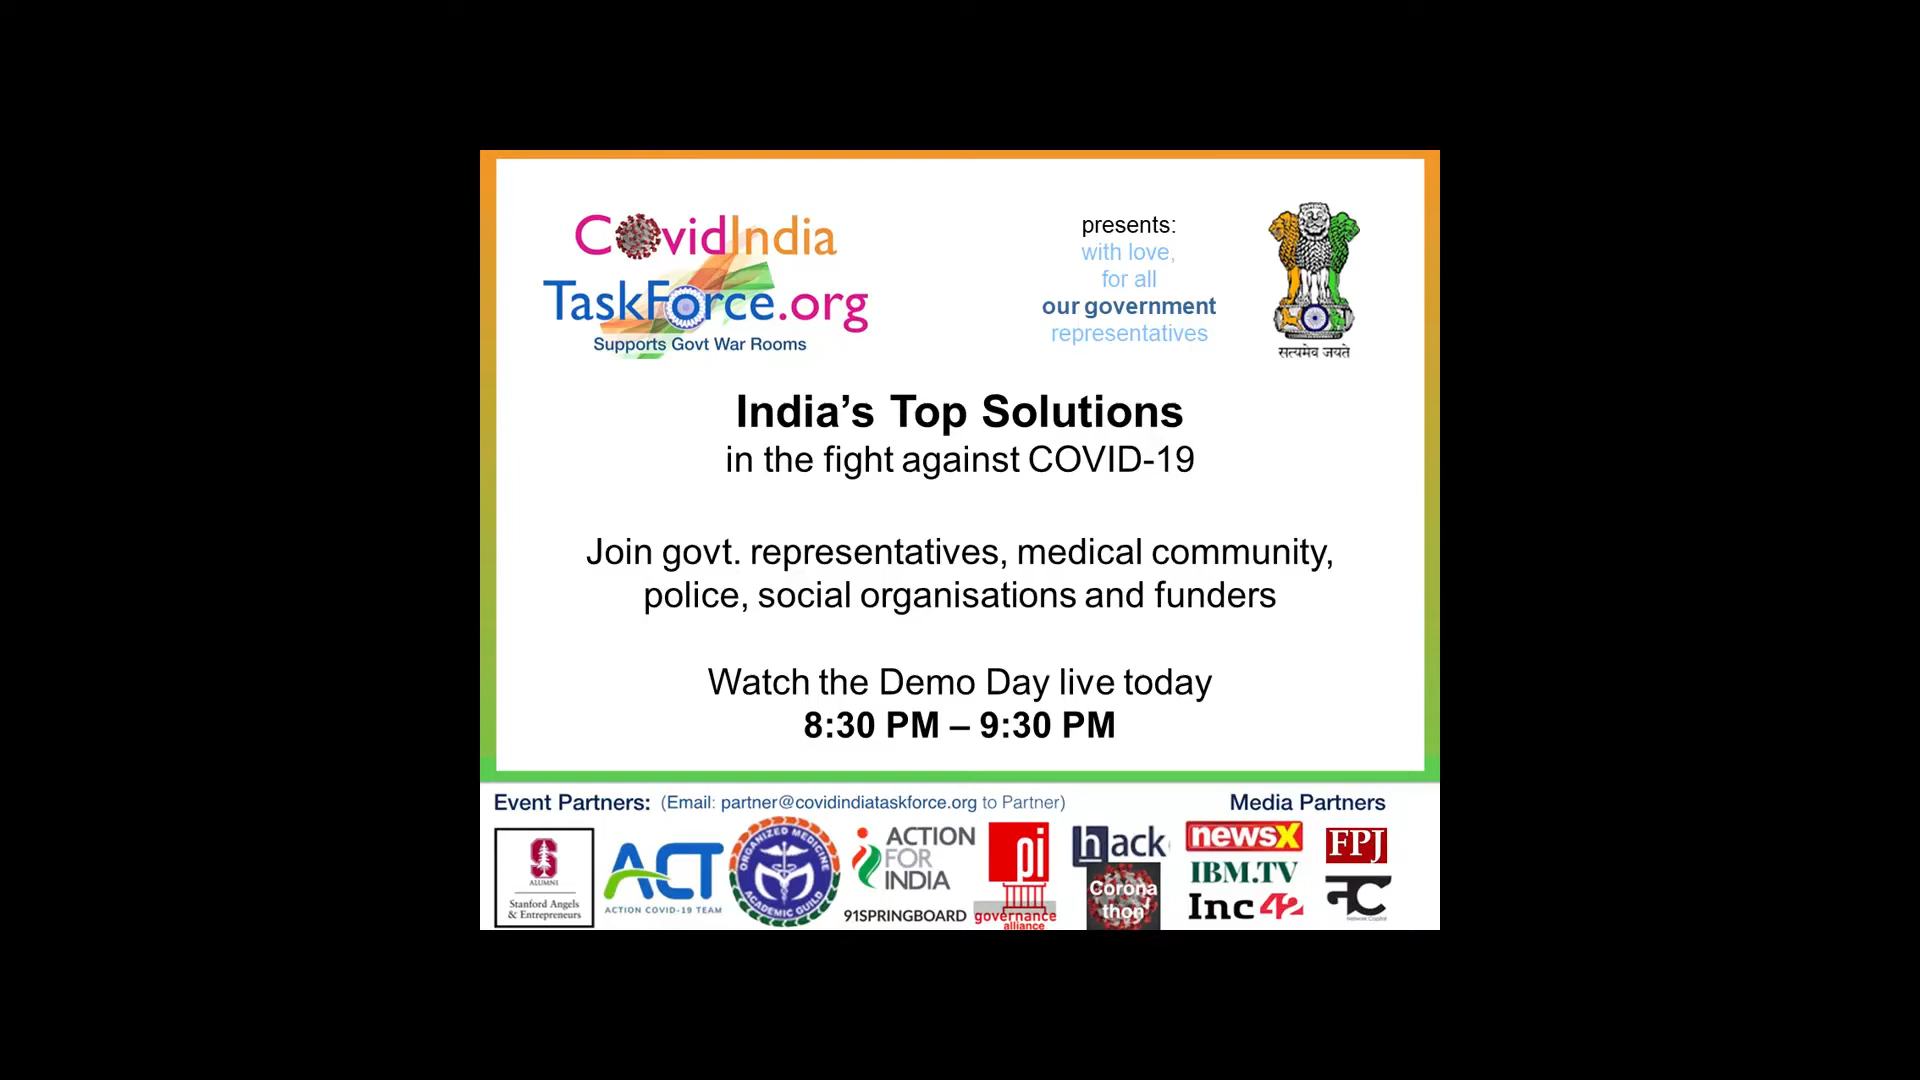 CovidIndia
TaskForce.org
Supports Govt War Rooms
presents:
with love,
for all
our government
representatives
सत्यमेव जयते
India’s Top Solutions
in the fight against COVID-19
Join govt. representatives, medical community,
police, social organisations and funders
Watch the Demo Day live today
8:30 PM – 9:30 PM
Event Partners: (Email: partner@covidindiataskforce.org to Partner)
Media Partners
ALUMNI
Stanford Angels
& Entrepreneurs
ACT
ACTION COVID-19 TEAM
ORGANIZED MEDICINE
ACADEMIC GUILD
ACTION
FOR
INDIA
91SPRINGBOARD
pi
governance
alliance
hack
Corona
thon
newsX
IBM.TV
Inc42
FPJ
NC
Network Capital